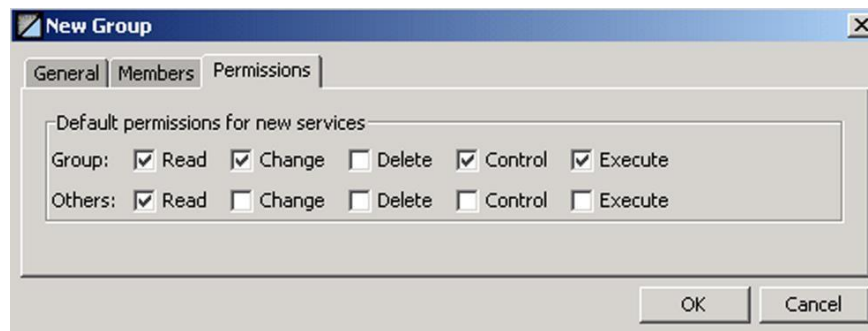 New Group
General Members Permissions
Default permissions for new services
Group: Read Change Delete Control Execute
Others: Read Change Delete Control Execute
OK Cancel